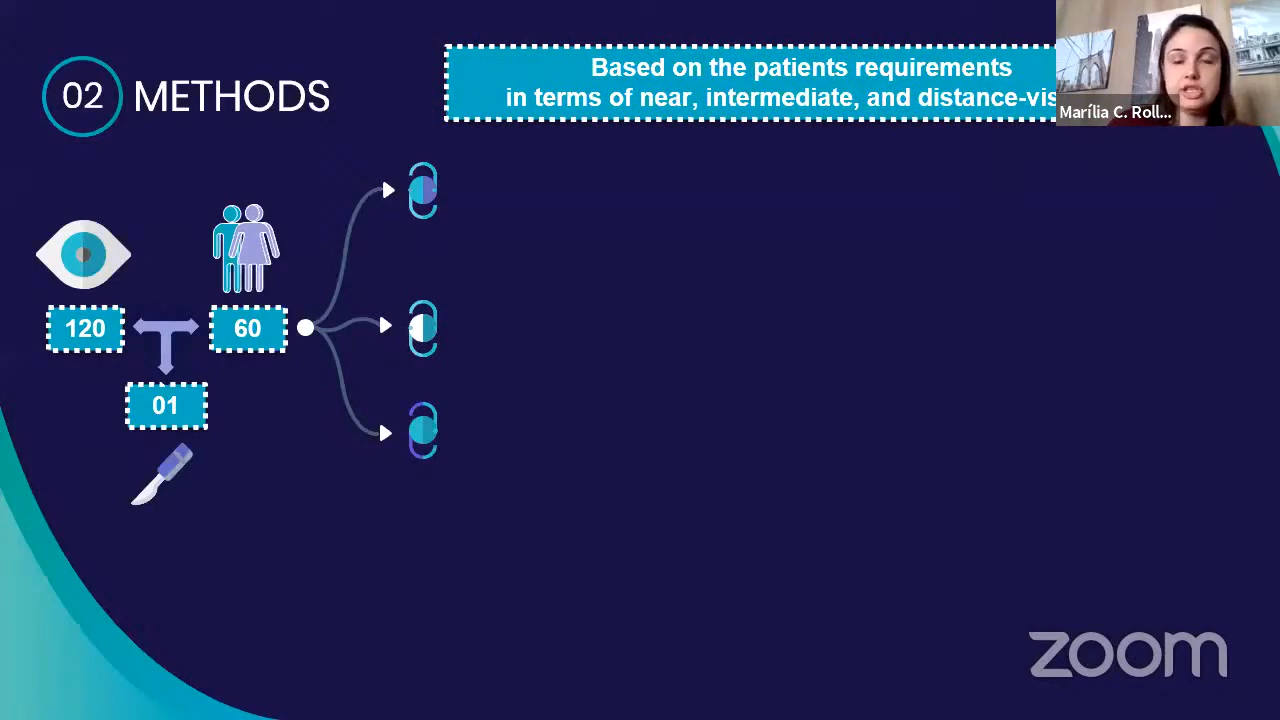 02 METHODS
Based on the patients requirements
in terms of near, intermediate, and distance-vis
Marília C. Roll...
120
60
01
zoom